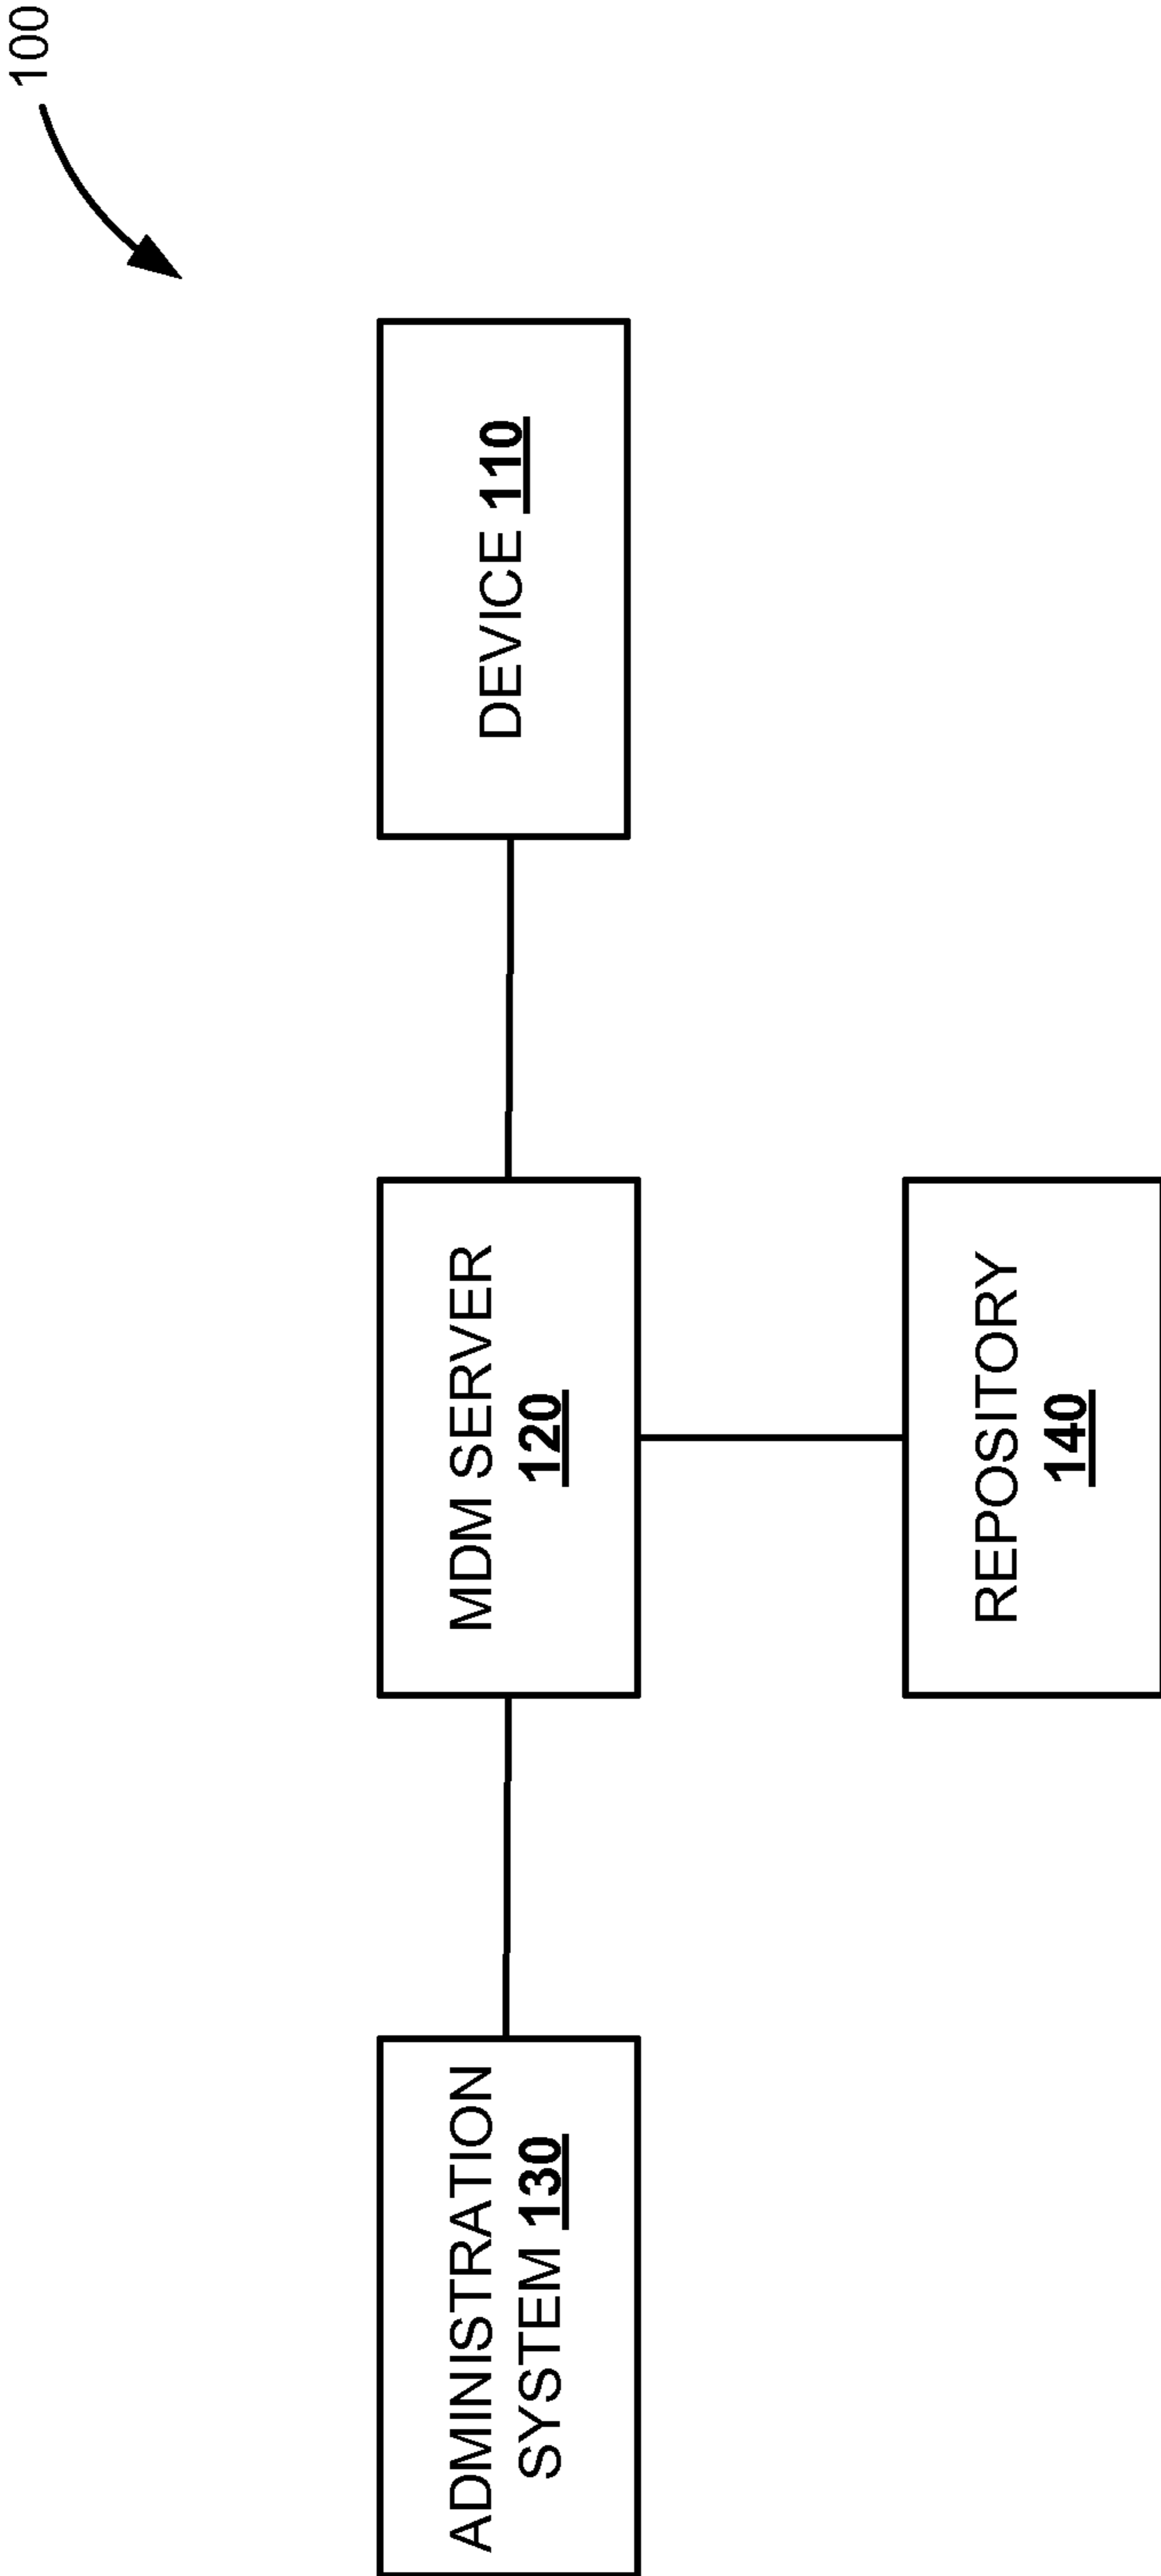 100
ADMINISTRATION
SYSTEM 130
MDM SERVER
120
DEVICE 110
REPOSITORY
140